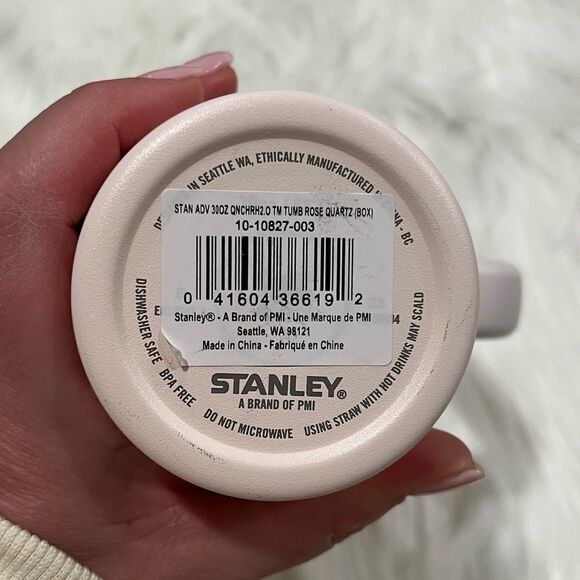 IN SEATTLE WA, ETHICALLY MANUFACTURED
BC
STAN ADV 30OZ QNCHRH2.O TM TUMB ROSE QUARTZ (BOX)
10-10827-003
0 41604 36619 2
Stanley® - A Brand of PMI - Une Marque de PMI
Seattle, WA 98121
Made in China - Fabriqué en Chine
STANLEY®
A BRAND OF PMI
DISHWASHER SAFE BPA FREE DO NOT MICROWAVE USING STRAW WITH HOT DRINKS MAY SCALD